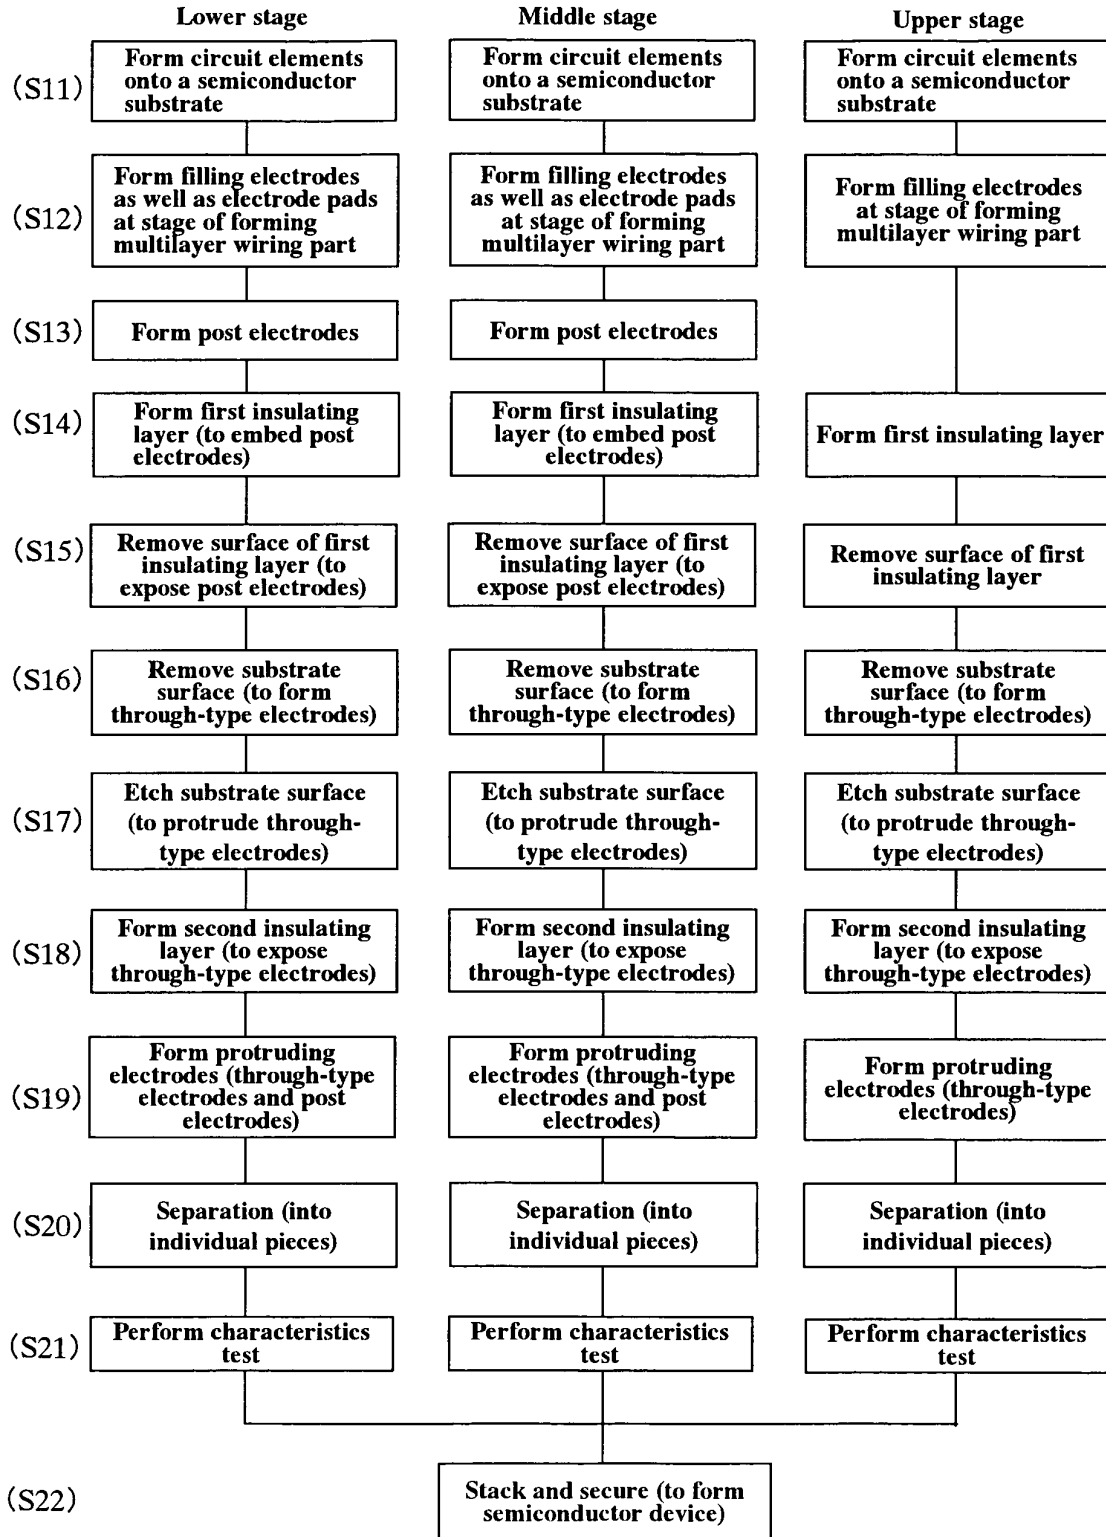 Lower stage
Middle stage
Upper stage
(S11)
Form circuit elements
onto a semiconductor
substrate
Form circuit elements
onto a semiconductor
substrate
Form circuit elements
onto a semiconductor
substrate
(S12)
Form filling electrodes
as well as electrode pads
at stage of forming
multilayer wiring part
Form filling electrodes
as well as electrode pads
at stage of forming
multilayer wiring part
Form filling electrodes
at stage of forming
multilayer wiring part
(S13)
Form post electrodes
Form post electrodes
(S14)
Form first insulating
layer (to embed post
electrodes)
Form first insulating
layer (to embed post
electrodes)
Form first insulating layer
(S15)
Remove surface of first
insulating layer (to
expose post electrodes)
Remove surface of first
insulating layer (to
expose post electrodes)
Remove surface of first
insulating layer
(S16)
Remove substrate
surface (to form
through-type electrodes)
Remove substrate
surface (to form
through-type electrodes)
Remove substrate
surface (to form
through-type electrodes)
(S17)
Etch substrate surface
(to protrude through-
type electrodes)
Etch substrate surface
(to protrude through-
type electrodes)
Etch substrate surface
(to protrude through-
type electrodes)
(S18)
Form second insulating
layer (to expose
through-type electrodes)
Form second insulating
layer (to expose
through-type electrodes)
Form second insulating
layer (to expose
through-type electrodes)
(S19)
Form protruding
electrodes (through-type
electrodes and post
electrodes)
Form protruding
electrodes (through-type
electrodes and post
electrodes)
Form protruding
electrodes (through-type
electrodes)
(S20)
Separation (into
individual pieces)
Separation (into
individual pieces)
Separation (into
individual pieces)
(S21)
Perform characteristics
test
Perform characteristics
test
Perform characteristics
test
(S22)
Stack and secure (to form
semiconductor device)